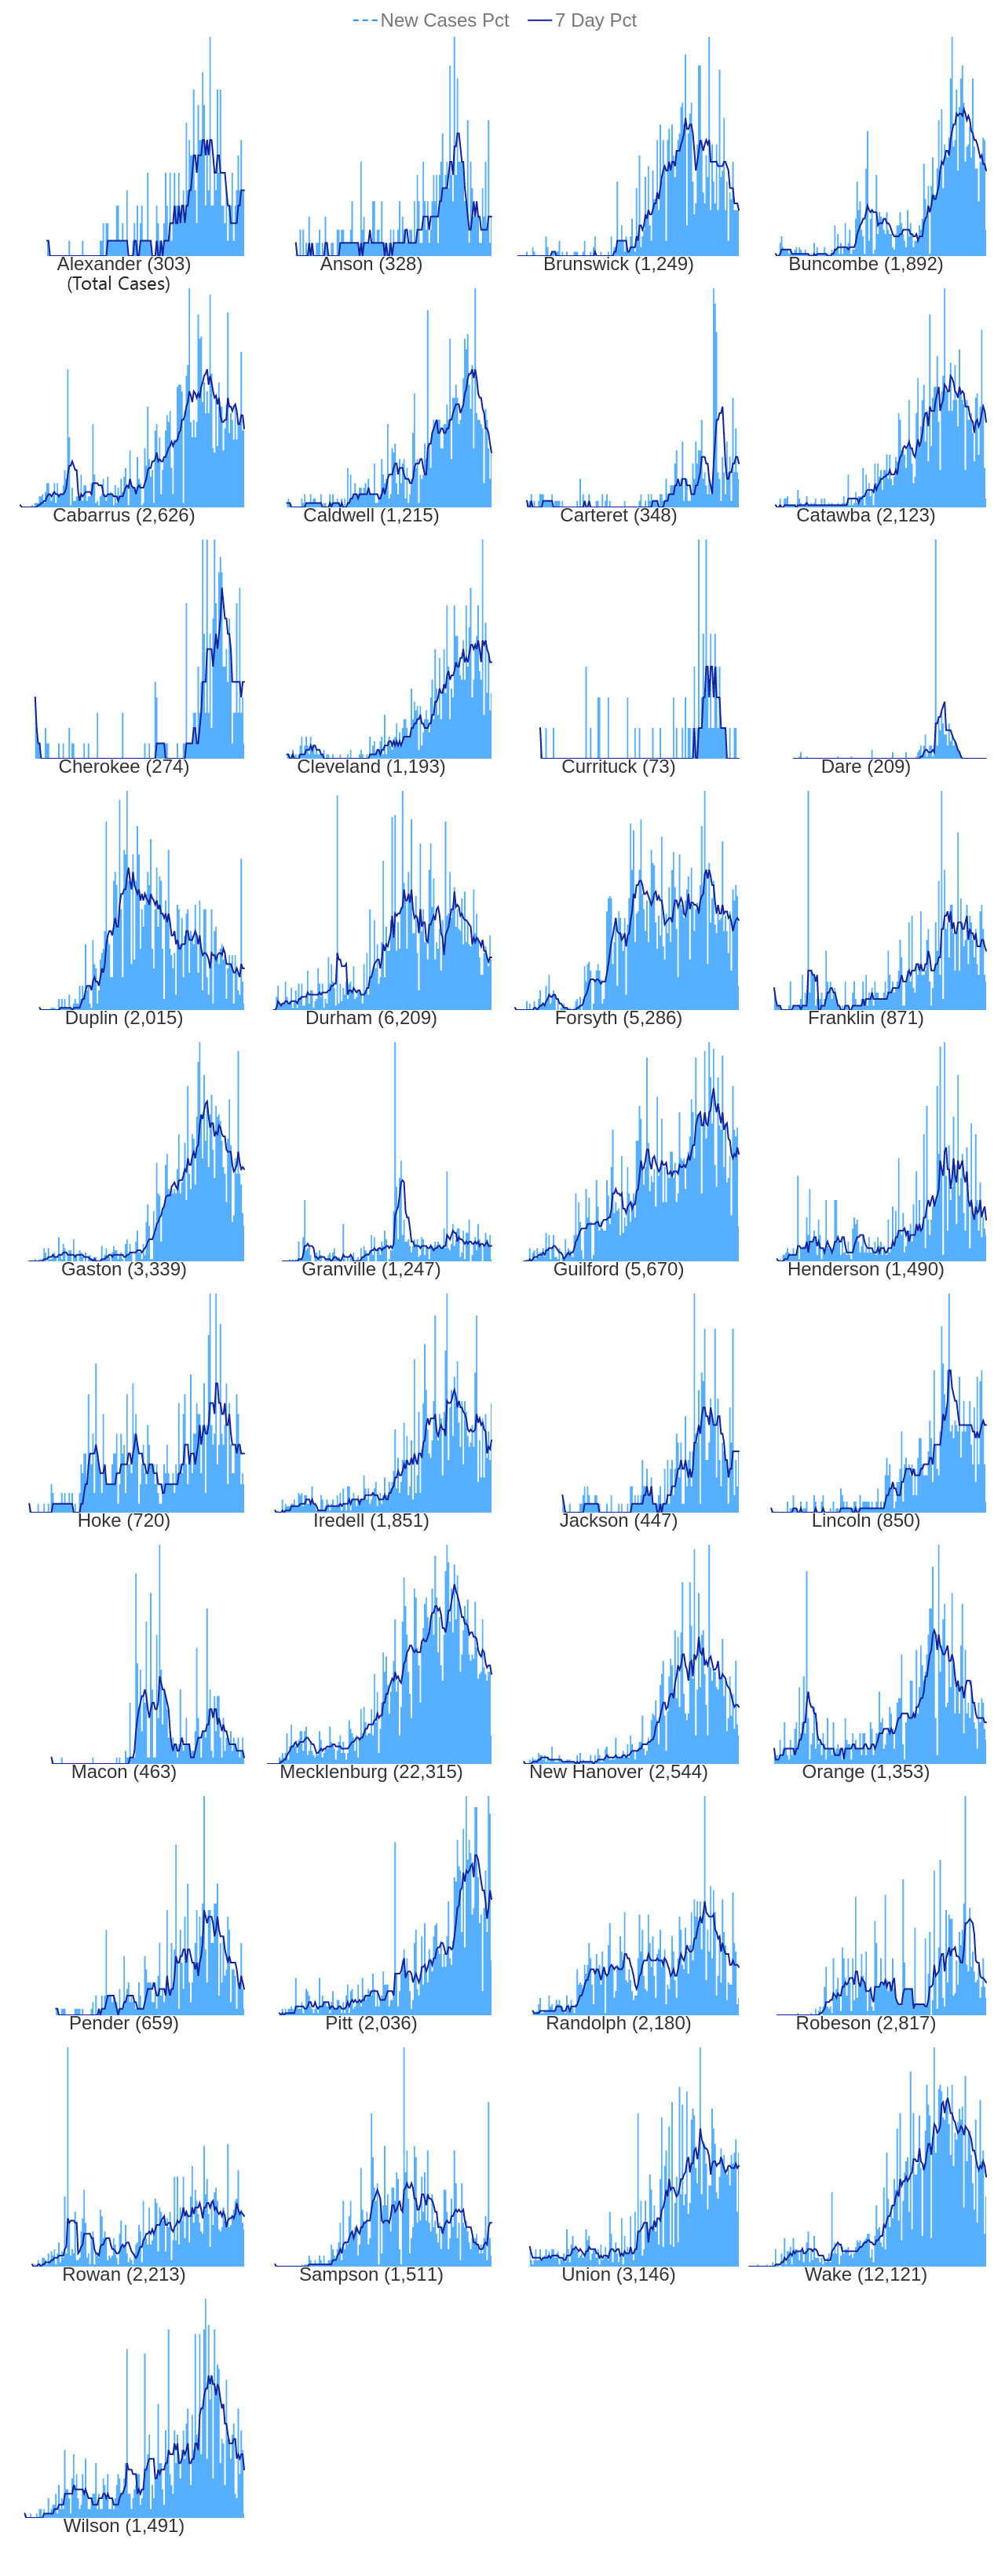 New Cases Pct 7 Day Pct
Alexander (303) Anson (328) Brunswick (1,249) Buncombe (1,892)
(Total Cases)
Cabarrus (2,626) Caldwell (1,215) Carteret (348) Catawba (2,123)
Cherokee (274) Cleveland (1,193) Currituck (73) Dare (209)
Duplin (2,015) Durham (6,209) Forsyth (5,286) Franklin (871)
Gaston (3,339) Granville (1,247) Guilford (5,670) Henderson (1,490)
Hoke (720) Iredell (1,851) Jackson (447) Lincoln (850)
Macon (463) Mecklenburg (22,315) New Hanover (2,544) Orange (1,353)
Pender (659) Pitt (2,036) Randolph (2,180) Robeson (2,817)
Rowan (2,213) Sampson (1,511) Union (3,146) Wake (12,121)
Wilson (1,491)